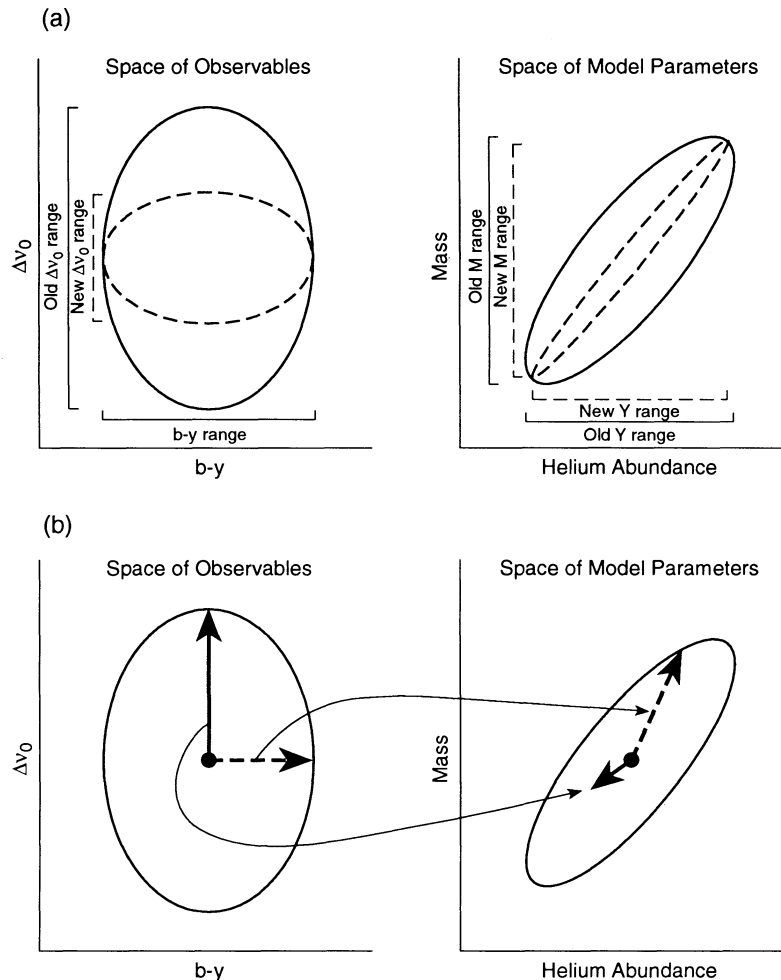 (a)
Space of Observables
Space of Model Parameters
Δν₀
Old Δν₀ range
New Δν₀ range
b-y range
b-y
Mass
Old M range
New M range
New Y range
Old Y range
Helium Abundance
(b)
Space of Observables
Space of Model Parameters
Δν₀
b-y
Mass
Helium Abundance